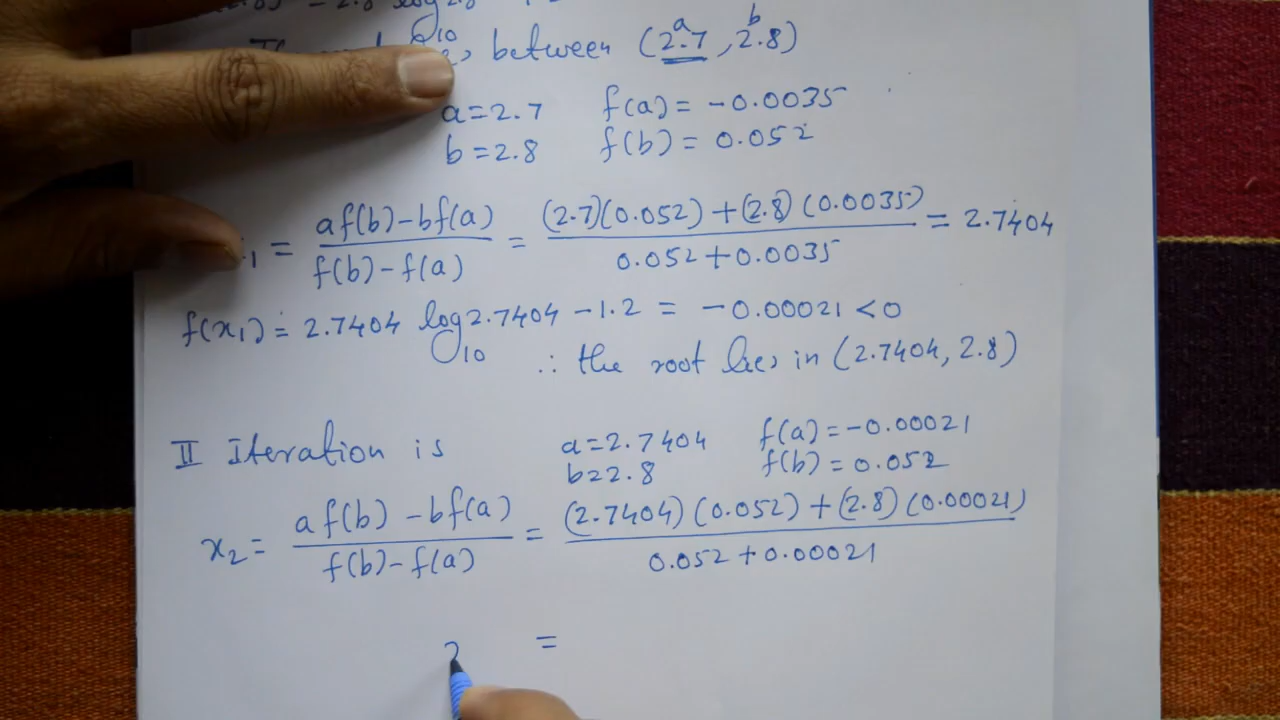 10
between (2.7, 2.8)
a b
a=2.7 f(a) = -0.0035
b=2.8 f(b) = 0.052
1 = af(b)-bf(a) / f(b)-f(a) = (2.7)(0.052)+(2.8)(0.0035) / 0.052+0.0035 = 2.7404
f(x1) = 2.7404 log10 2.7404 -1.2 = -0.00021 <0
∴ the root lies in (2.7404, 2.8)
II Iteration is a=2.7404 f(a)=-0.00021
b=2.8 f(b)=0.052
x2 = af(b)-bf(a) / f(b)-f(a) = (2.7404)(0.052)+(2.8)(0.00021) / 0.052+0.00021
=